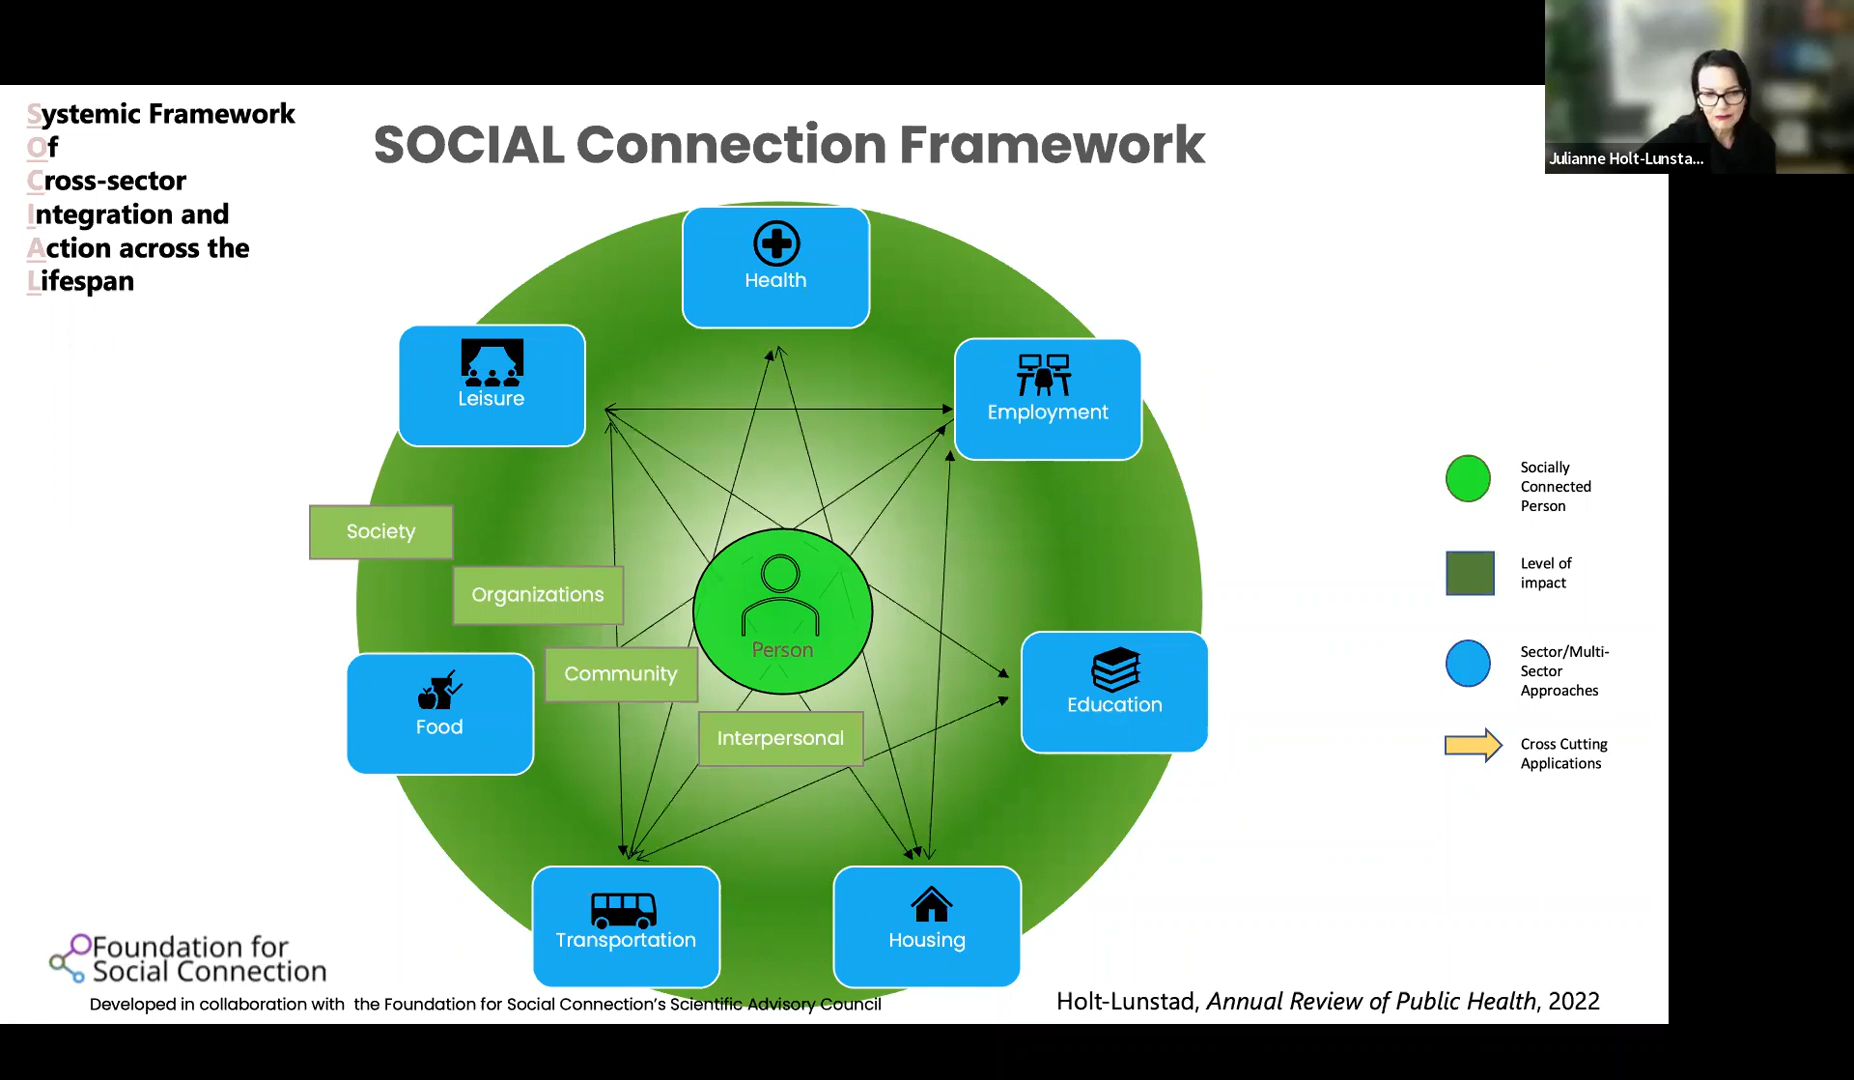 Julianne Holt-Lunsta...
Systemic Framework
Of
Cross-sector
Integration and
Action across the
Lifespan
SOCIAL Connection Framework
Health
Leisure
Employment
Society
Organizations
Community
Person
Interpersonal
Food
Education
Transportation
Housing
Socially
Connected
Person
Level of
impact
Sector/Multi-
Sector
Approaches
Cross Cutting
Applications
Foundation for
Social Connection
Developed in collaboration with the Foundation for Social Connection's Scientific Advisory Council
Holt-Lunstad, Annual Review of Public Health, 2022